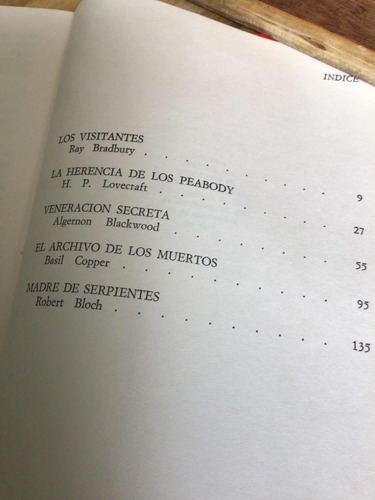 INDICE
LOS VISITANTES
Ray Bradbury . . . . . . . . 9
LA HERENCIA DE LOS PEABODY
H. P. Lovecraft . . . . . . . 27
VENERACION SECRETA
Algernon Blackwood . . . . . . 55
EL ARCHIVO DE LOS MUERTOS
Basil Copper . . . . . . . . 95
MADRE DE SERPIENTES
Robert Bloch . . . . . . . . 135